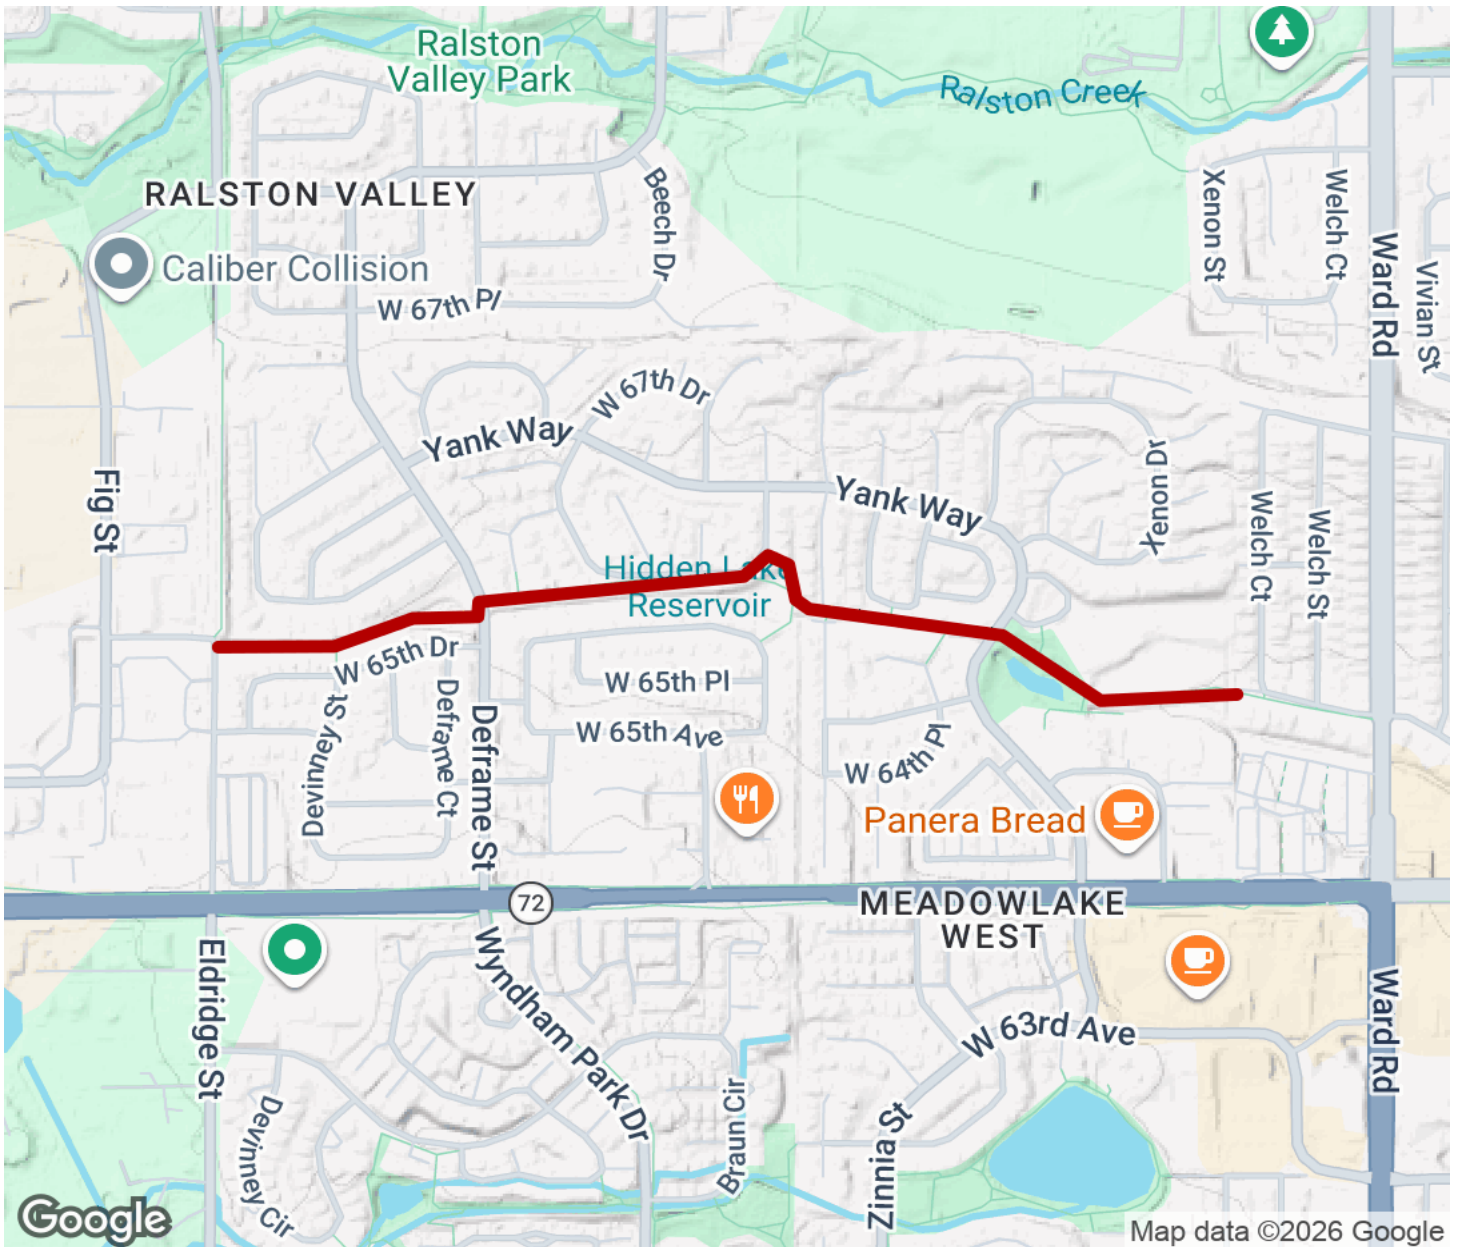 Ralston
Valley Park
Ralston Creek
RALSTON VALLEY
Beech Dr
Xenon St
Welch Ct
Ward Rd
Vivian St
Caliber Collision
W 67th Pl
W 67th Dr
Yank Way
Yank Way
Xenon Dr
Fig St
Welch Ct
Welch St
Hidden Lake
Reservoir
W 65th Dr
W 65th Pl
W 65th Ave
Devinney St
Deframe Ct
Deframe St
W 64th Pl
Panera Bread
72
MEADOWLAKE
WEST
Eldridge St
Wyndham Park Dr
W 63rd Ave
Ward Rd
Devinney Cir
Braun Cir
Zinnia St
Google
Map data ©2026 Google